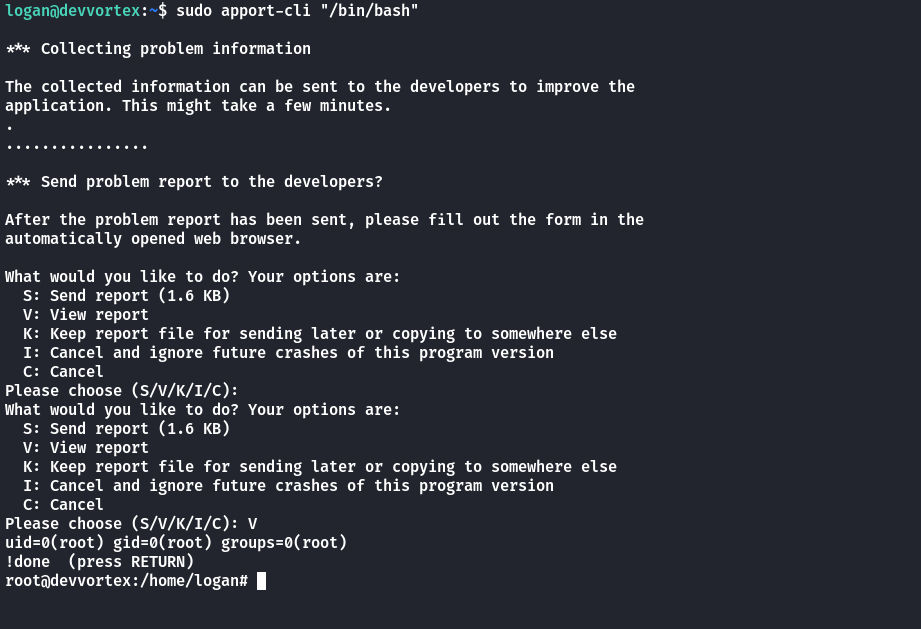 logan@devvortex:~$ sudo apport-cli "/bin/bash"
*** Collecting problem information
The collected information can be sent to the developers to improve the
application. This might take a few minutes.
.
................
*** Send problem report to the developers?
After the problem report has been sent, please fill out the form in the
automatically opened web browser.
What would you like to do? Your options are:
  S: Send report (1.6 KB)
  V: View report
  K: Keep report file for sending later or copying to somewhere else
  I: Cancel and ignore future crashes of this program version
  C: Cancel
Please choose (S/V/K/I/C):
What would you like to do? Your options are:
  S: Send report (1.6 KB)
  V: View report
  K: Keep report file for sending later or copying to somewhere else
  I: Cancel and ignore future crashes of this program version
  C: Cancel
Please choose (S/V/K/I/C): V
uid=0(root) gid=0(root) groups=0(root)
!done  (press RETURN)
root@devvortex:/home/logan#